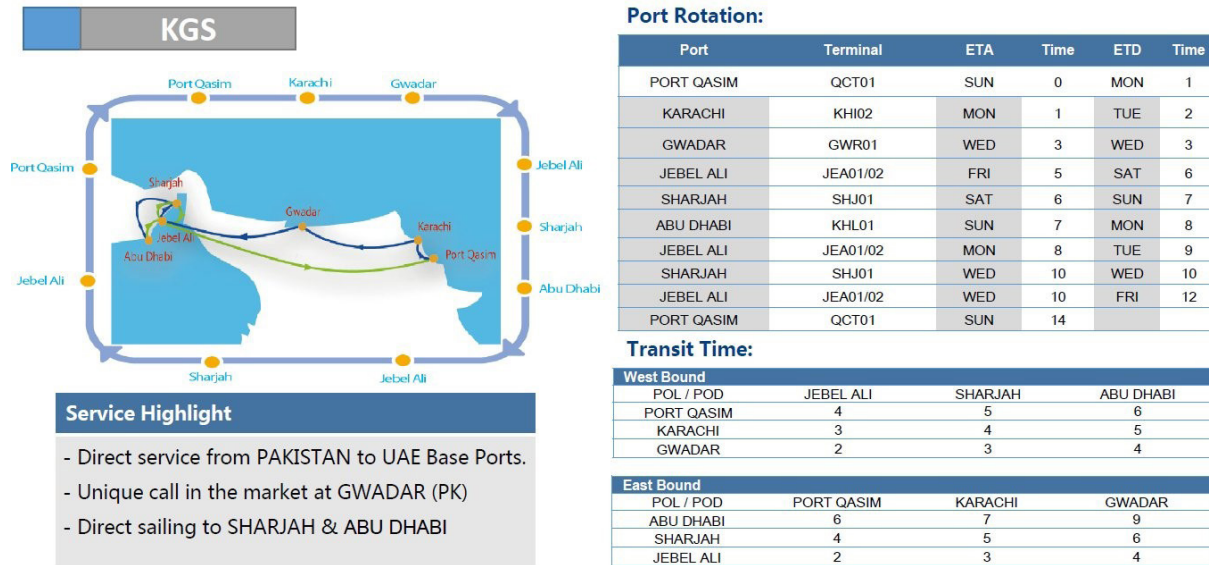 KGS
Port Qasim
Karachi
Gwadar
Port Qasim
Jebel Ali
Sharjah
Gwadar
Karachi
Sharjah
Jebel Ali
Abu Dhabi
Port Qasim
Jebel Ali
Abu Dhabi
Sharjah
Jebel Ali
Service Highlight
- Direct service from PAKISTAN to UAE Base Ports.
- Unique call in the market at GWADAR (PK)
- Direct sailing to SHARJAH & ABU DHABI
Port Rotation:
Port Terminal ETA Time ETD Time
PORT QASIM QCT01 SUN 0 MON 1
KARACHI KHI02 MON 1 TUE 2
GWADAR GWR01 WED 3 WED 3
JEBEL ALI JEA01/02 FRI 5 SAT 6
SHARJAH SHJ01 SAT 6 SUN 7
ABU DHABI KHL01 SUN 7 MON 8
JEBEL ALI JEA01/02 MON 8 TUE 9
SHARJAH SHJ01 WED 10 WED 10
JEBEL ALI JEA01/02 WED 10 FRI 12
PORT QASIM QCT01 SUN 14
Transit Time:
West Bound
POL / POD JEBEL ALI SHARJAH ABU DHABI
PORT QASIM 4 5 6
KARACHI 3 4 5
GWADAR 2 3 4
East Bound
POL / POD PORT QASIM KARACHI GWADAR
ABU DHABI 6 7 9
SHARJAH 4 5 6
JEBEL ALI 2 3 4